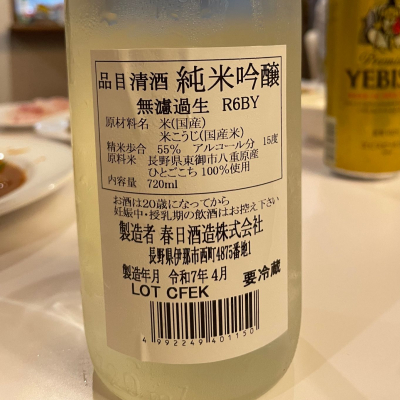 品目 清酒 純米吟醸
無濾過生 R6BY
原材料名 米(国産)
米こうじ(国産米)
精米歩合 55% アルコール分 15度
原料米 長野県東御市八重原産
ひとごこち100%使用
内容量 720ml
お酒は20歳になってから
妊娠中・授乳期の飲酒はお控え下さい
製造者 春日酒造株式会社
長野県伊那市西町4875番地1
製造年月 令和7年4月 要冷蔵
LOT CFEK
4992249401150
YEBIS